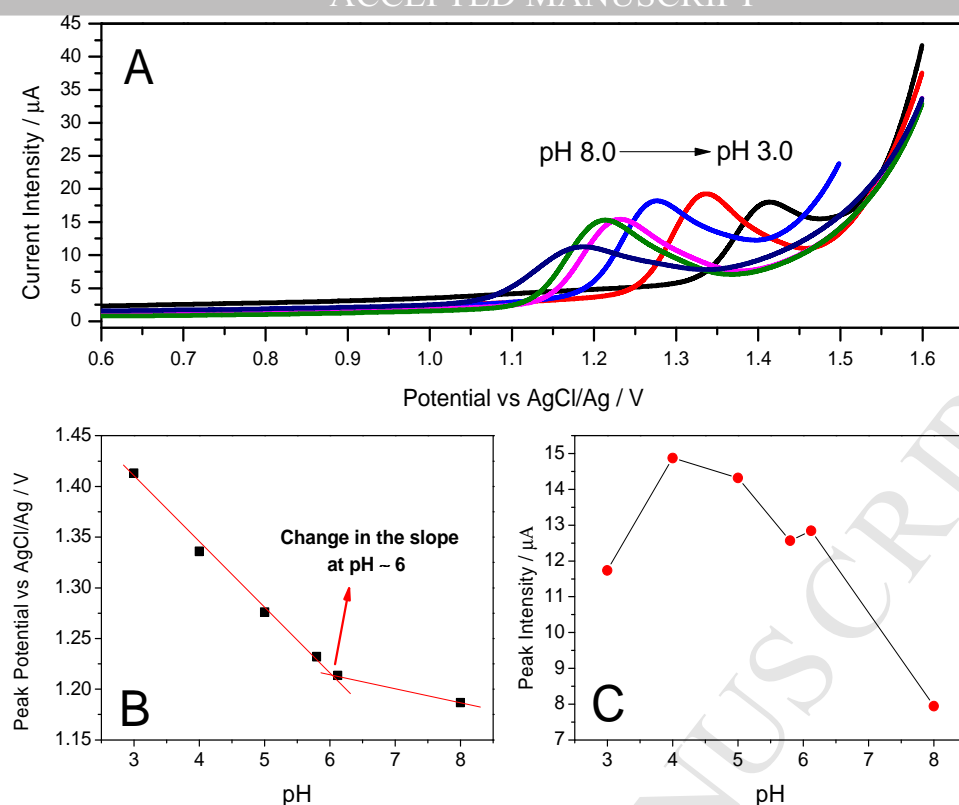 ACCEPTED MANUSCRIPT
A
45
40
35
30
25
20
15
10
5
0
Current Intensity / μA
pH 8.0 → pH 3.0
0.6 0.7 0.8 0.9 1.0 1.1 1.2 1.3 1.4 1.5 1.6
Potential vs AgCl/Ag / V
1.45
1.40
1.35
1.30
1.25
1.20
1.15
Peak Potential vs AgCl/Ag / V
Change in the slope
at pH ~ 6
B
3 4 5 6 7 8
pH
15
14
13
12
11
10
9
8
7
Peak Intensity / μA
C
3 4 5 6 7 8
pH
NUSCRIP